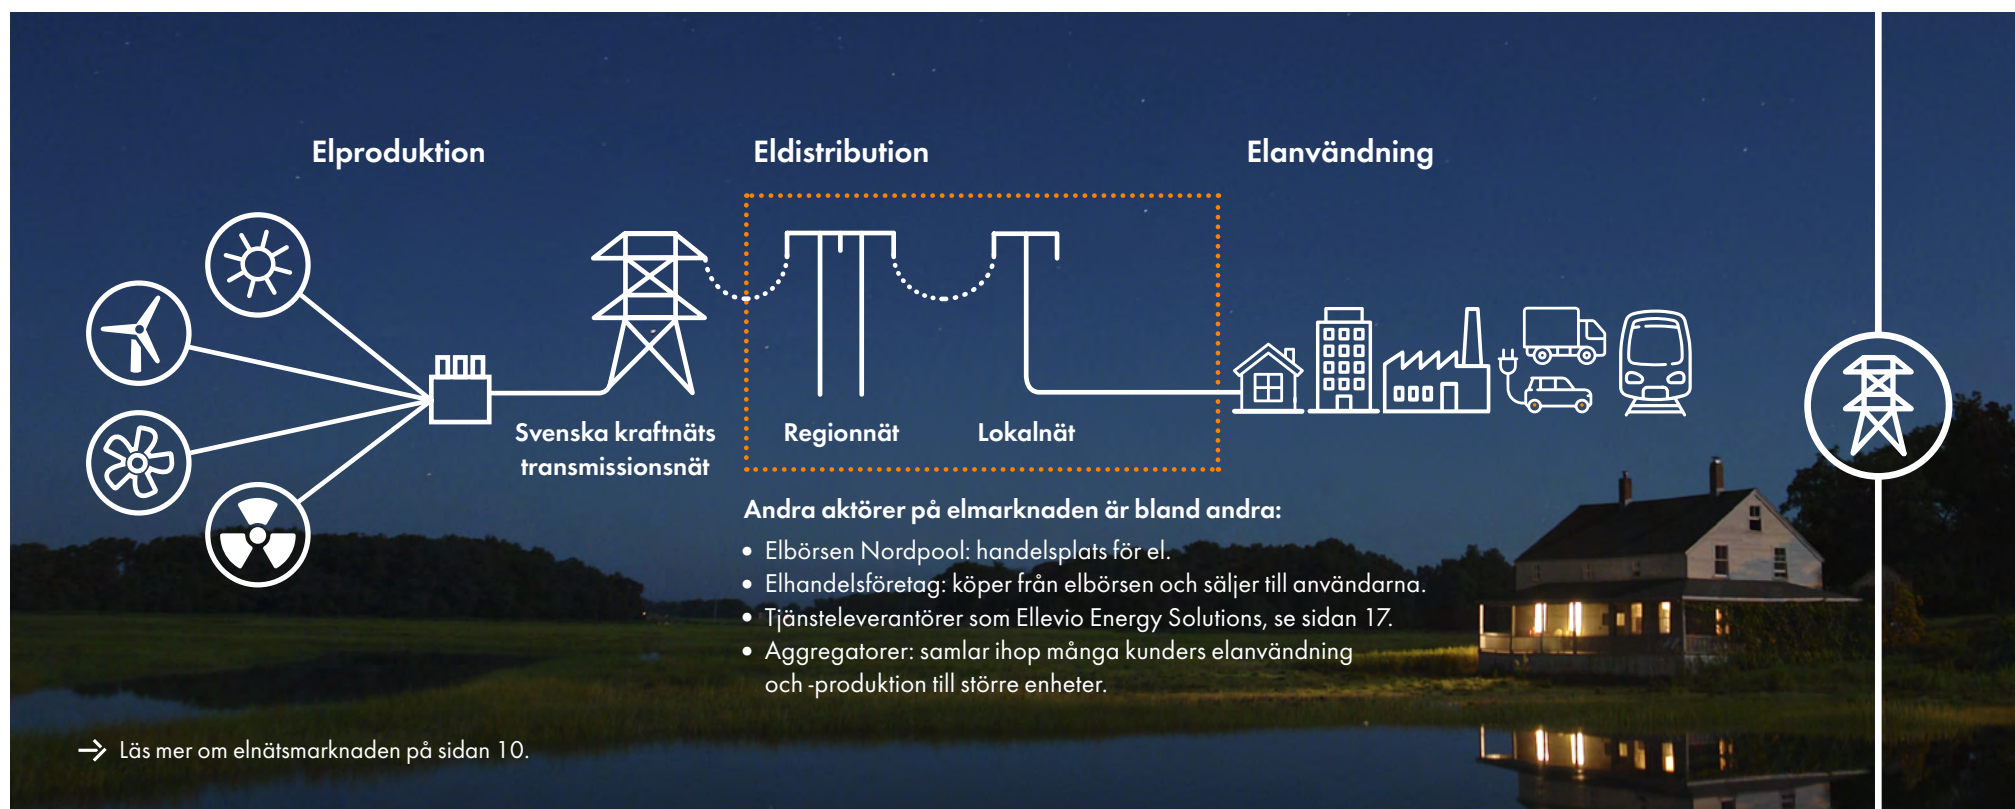 Elproduktion
Eldistribution
Elanvändning
Svenska kraftnäts
transmissionsnät
Regionnät
Lokalnät
Andra aktörer på elmarknaden är bland andra:
• Elbörsen Nordpool: handelsplats för el.
• Elhandelsföretag: köper från elbörsen och säljer till användarna.
• Tjänsteleverantörer som Ellevio Energy Solutions, se sidan 17.
• Aggregatorer: samlar ihop många kunders elanvändning
och -produktion till större enheter.
Läs mer om elnätsmarknaden på sidan 10.